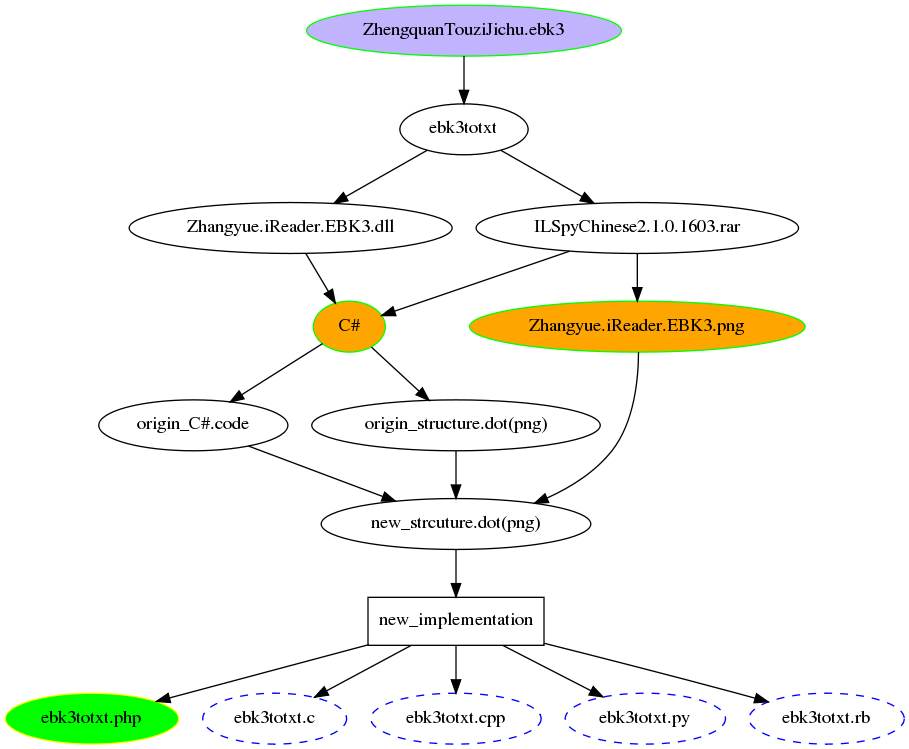 ZhengquanTouziJichu.ebk3
ebk3totxt
Zhangyue.iReader.EBK3.dll
ILSpyChinese2.1.0.1603.rar
C#
Zhangyue.iReader.EBK3.png
origin_C#.code
origin_structure.dot(png)
new_strcuture.dot(png)
new_implementation
ebk3totxt.php
ebk3totxt.c
ebk3totxt.cpp
ebk3totxt.py
ebk3totxt.rb